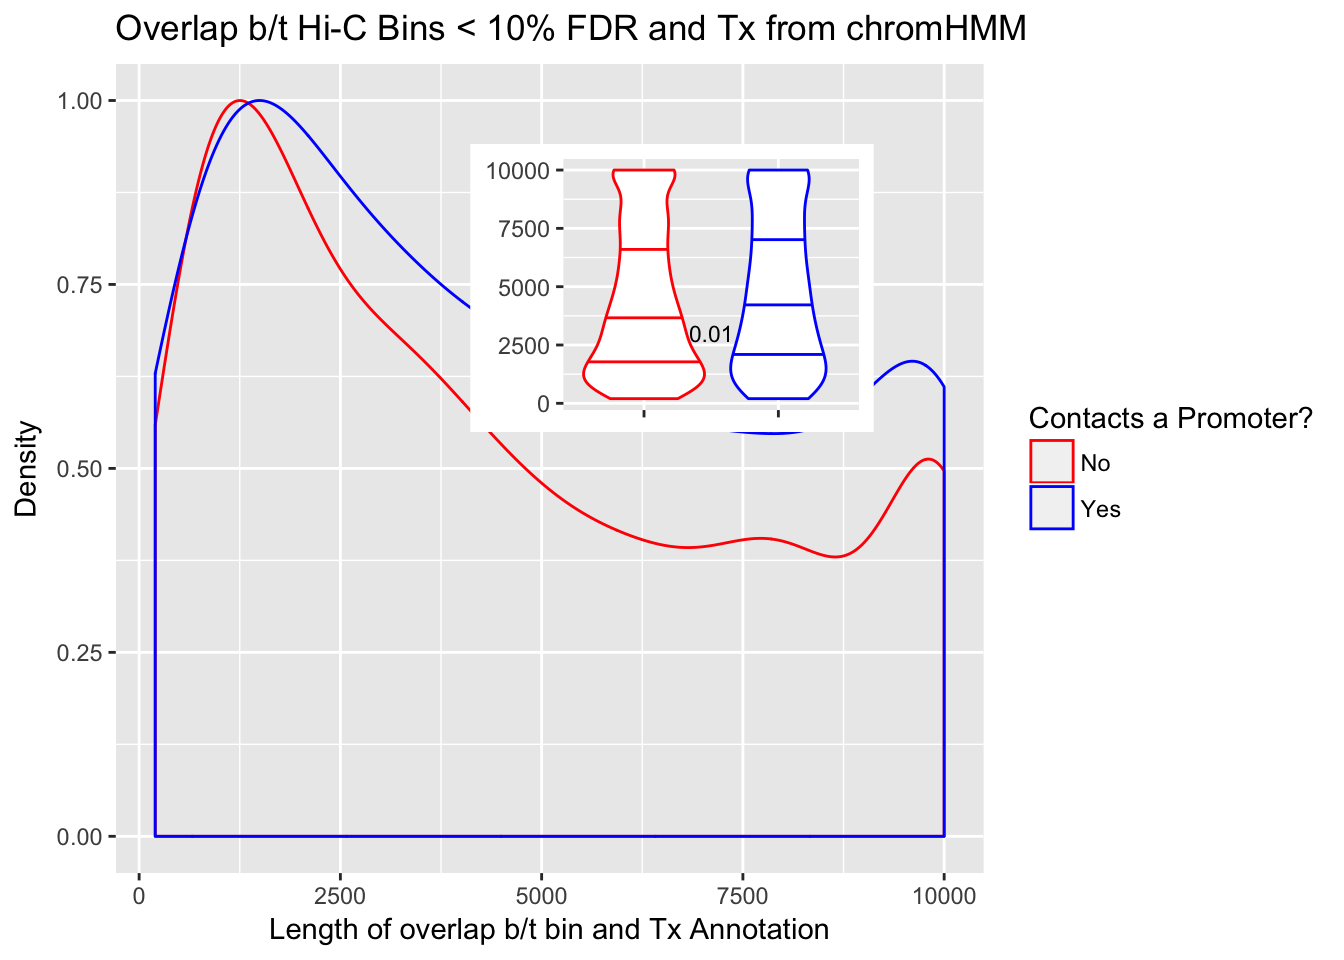 Overlap b/t Hi-C Bins < 10% FDR and Tx from chromHMM
1.00
0.75
0.50
0.25
0.00
Density
10000
7500
5000
2500
0
0.01
0
2500
5000
7500
10000
Length of overlap b/t bin and Tx Annotation
Contacts a Promoter?
No
Yes